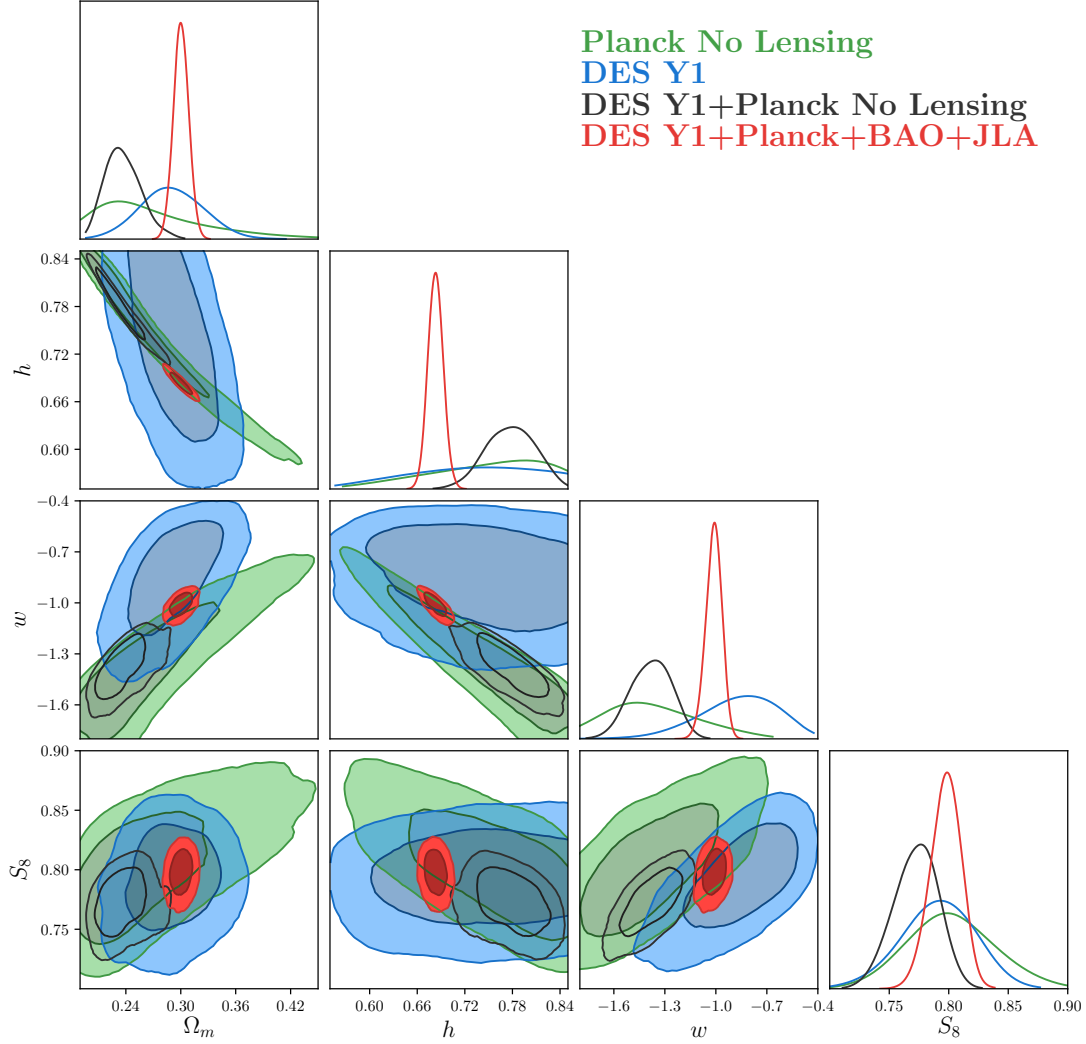 Planck No Lensing
DES Y1
DES Y1+Planck No Lensing
DES Y1+Planck+BAO+JLA
0.84
0.78
0.72
0.66
0.60
h
−0.4
−0.7
−1.0
−1.3
−1.6
w
0.90
0.85
0.80
0.75
S₈
0.24 0.30 0.36 0.42
0.60 0.66 0.72 0.78 0.84
−1.6 −1.3 −1.0 −0.7 −0.4
0.75 0.80 0.85 0.90
Ωₘ
h
w
S₈